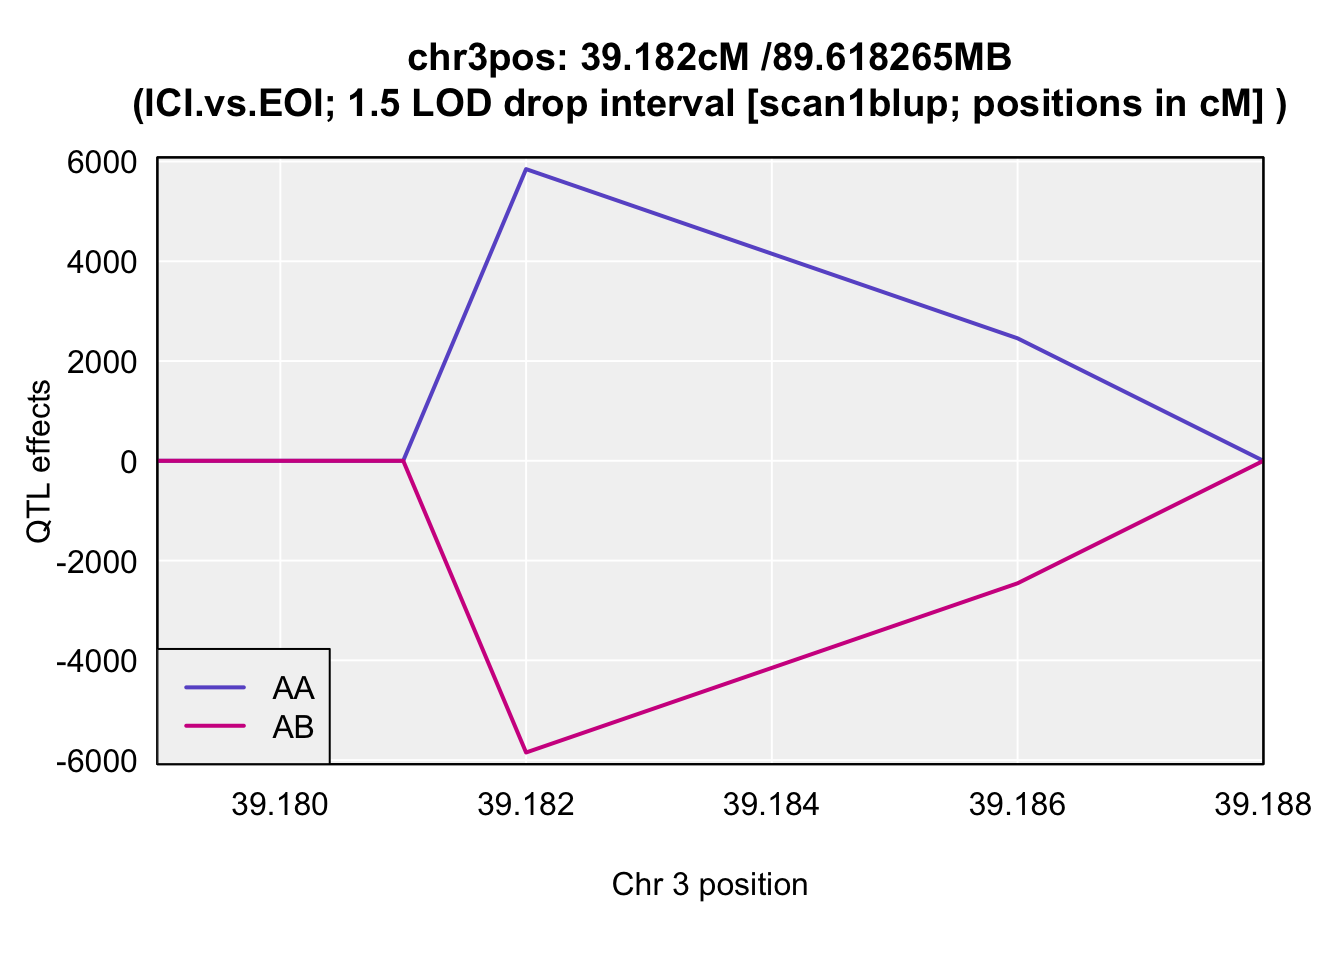 chr3pos: 39.182cM /89.618265MB
(ICI.vs.EOI; 1.5 LOD drop interval [scan1blup; positions in cM] )
6000
4000
2000
0
-2000
-4000
-6000
QTL effects
AA
AB
39.180
39.182
39.184
39.186
39.188
Chr 3 position